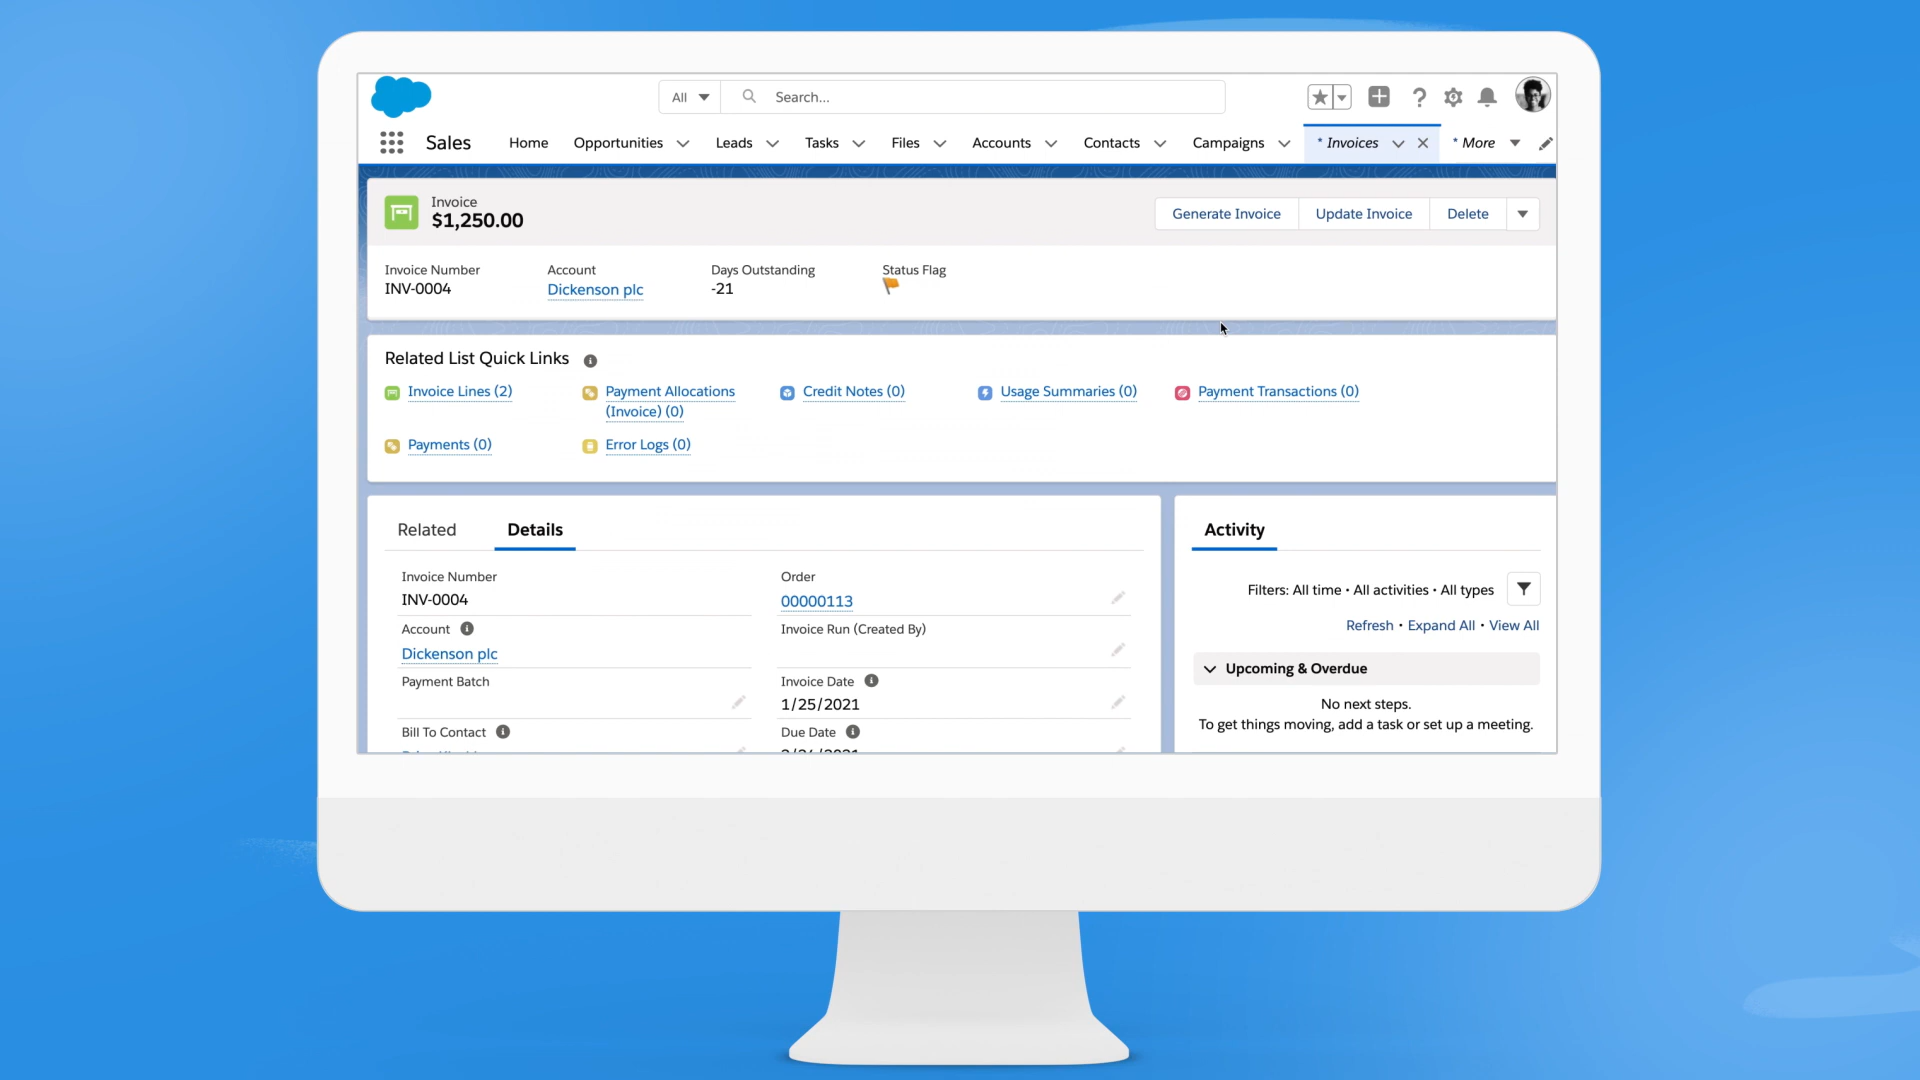 All
Search...
Sales
Home
Opportunities
Leads
Tasks
Files
Accounts
Contacts
Campaigns
* Invoices
* More
Invoice
$1,250.00
Generate Invoice
Update Invoice
Delete
Invoice Number
INV-0004
Account
Dickenson plc
Days Outstanding
-21
Status Flag
Related List Quick Links
Invoice Lines (2)
Payment Allocations
(Invoice) (0)
Credit Notes (0)
Usage Summaries (0)
Payment Transactions (0)
Payments (0)
Error Logs (0)
Related
Details
Invoice Number
INV-0004
Order
00000113
Account
Dickenson plc
Invoice Run (Created By)
Payment Batch
Invoice Date
1/25/2021
Bill To Contact
Due Date
Activity
Filters: All time • All activities • All types
Refresh • Expand All • View All
Upcoming & Overdue
No next steps.
To get things moving, add a task or set up a meeting.